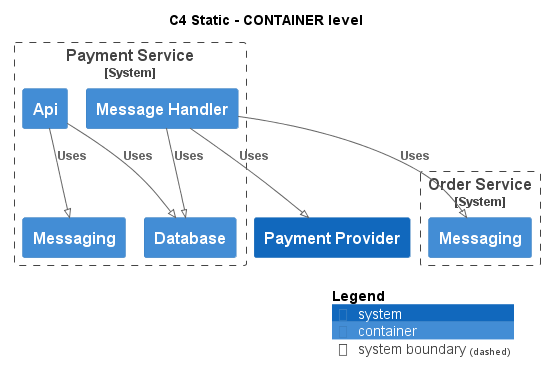 C4 Static - CONTAINER level
Payment Service
[System]
Api
Message Handler
Uses
Uses
Uses
Uses
Uses
Order Service
[System]
Messaging
Database
Payment Provider
Messaging
Legend
system
container
system boundary (dashed)